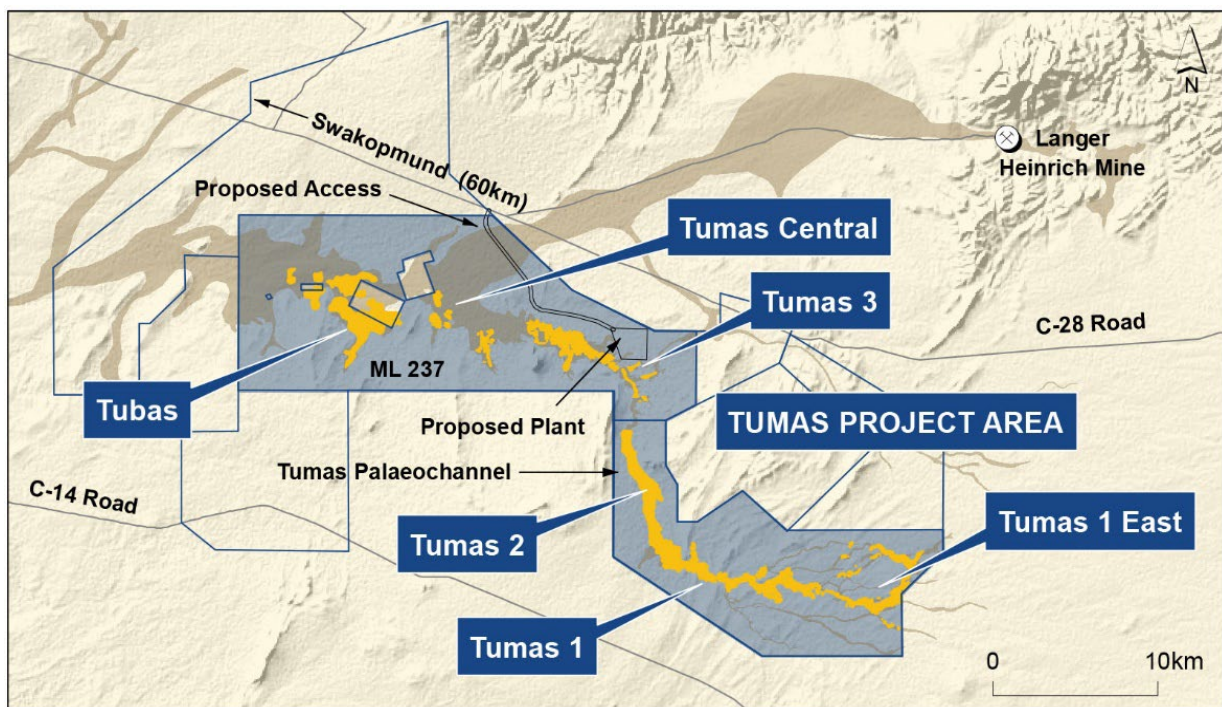 N
Swakopmund (60km)
Langer
Heinrich Mine
Proposed Access
Tumas Central
Tumas 3
C-28 Road
ML 237
Tubas
Proposed Plant
TUMAS PROJECT AREA
Tumas Palaeochannel
C-14 Road
Tumas 2
Tumas 1 East
Tumas 1
0 10km